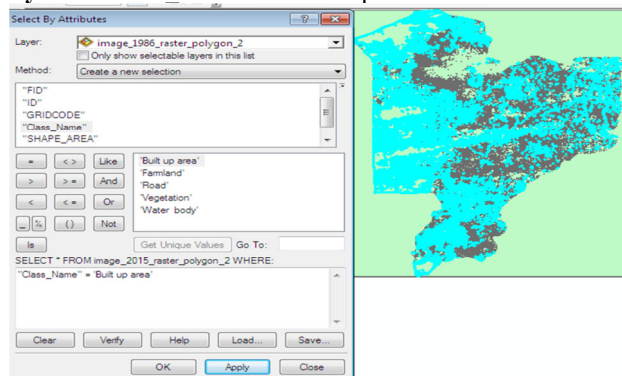 Select By Attributes
Layer: image_1986_raster_polygon_2
Only show selectable layers in this list
Method: Create a new selection
"FID"
"ID"
"GRIDCODE"
"Class_Name"
"SHAPE_AREA"
= < > Like
> > = And
< < = Or
_ % ( ) Not
Is
'Built up area'
'Famland'
'Road'
'Vegetation'
'Water body'
Get Unique Values Go To:
SELECT * FROM image_2015_raster_polygon_2 WHERE:
"Class_Name" = 'Built up area'
Clear Verify Help Load... Save...
OK Apply Close